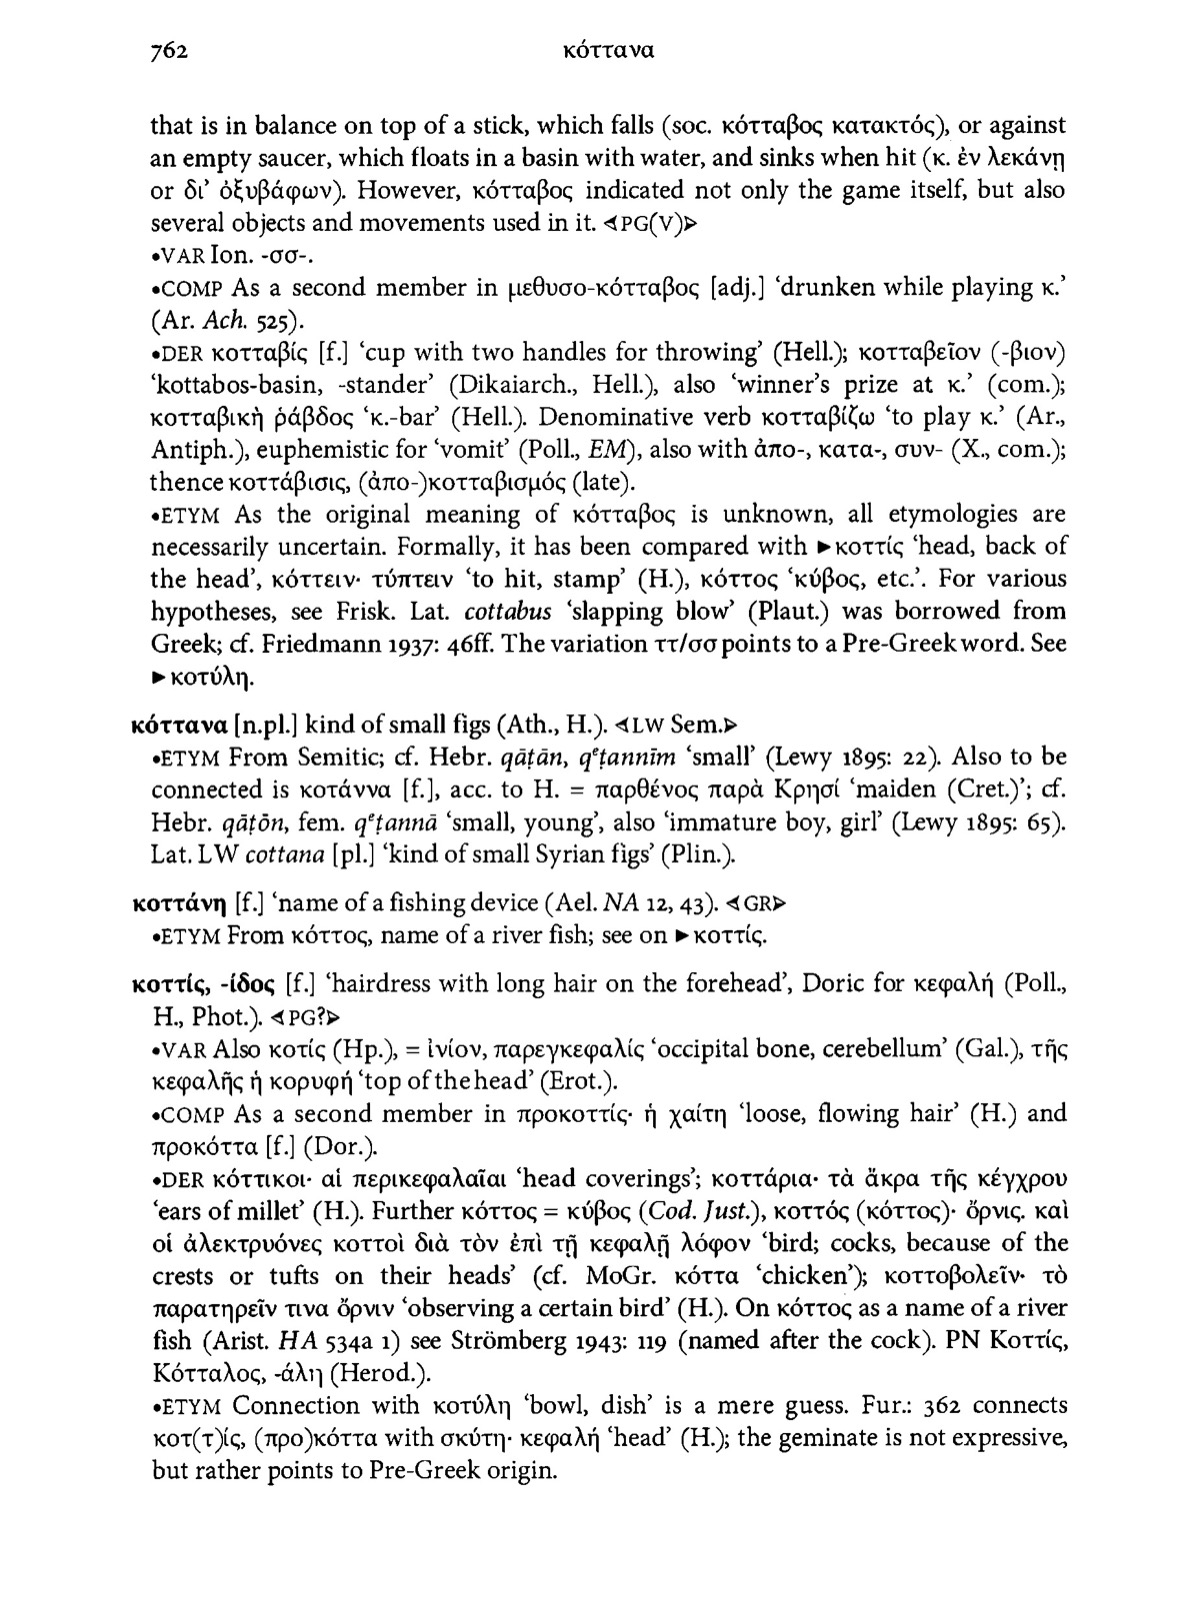 762
κόττανα
that is in balance on top of a stick, which falls (soc. κότταβος κατακτός), or against
an empty saucer, which floats in a basin with water, and sinks when hit (κ. ἐν λεκάνῃ
or δι’ ὀξυβάφων). However, κότταβος indicated not only the game itself, but also
several objects and movements used in it. ⊲PG(V)⊳
•VAR Ion. -σσ-.
•COMP As a second member in μεθυσο-κότταβος [adj.] ‘drunken while playing κ.’
(Ar. Ach. 525).
•DER κοτταβίς [f.] ‘cup with two handles for throwing’ (Hell.); κοτταβεῖον (-βιον)
‘kottabos-basin, -stander’ (Dikaiarch., Hell.), also ‘winner’s prize at κ.’ (com.);
κοτταβικὴ ῥάβδος ‘κ.-bar’ (Hell.). Denominative verb κοτταβίζω ‘to play κ.’ (Ar.,
Antiph.), euphemistic for ‘vomit’ (Poll., EM), also with ἀπο-, κατα-, συν- (X., com.);
thence κοττάβισις, (ἀπο-)κοτταβισμός (late).
•ETYM As the original meaning of κότταβος is unknown, all etymologies are
necessarily uncertain. Formally, it has been compared with ►κοττίς ‘head, back of
the head’, κόττειν· τύπτειν ‘to hit, stamp’ (H.), κόττος ‘κύβος, etc.’. For various
hypotheses, see Frisk. Lat. cottabus ‘slapping blow’ (Plaut.) was borrowed from
Greek; cf. Friedmann 1937: 46ff. The variation ττ/σσ points to a Pre-Greek word. See
►κοτύλη.
κόττανα [n.pl.] kind of small figs (Ath., H.). ⊲LW Sem.⊳
•ETYM From Semitic; cf. Hebr. qāṭān, qᵉṭannīm ‘small’ (Lewy 1895: 22). Also to be
connected is κοτάννα [f.], acc. to H. = παρθένος παρὰ Κρησί ‘maiden (Cret.)’; cf.
Hebr. qāṭōn, fem. qᵉṭannā ‘small, young’, also ‘immature boy, girl’ (Lewy 1895: 65).
Lat. LW cottana [pl.] ‘kind of small Syrian figs’ (Plin.).
κοττάνη [f.] ‘name of a fishing device (Ael. NA 12, 43). ⊲GR⊳
•ETYM From κόττος, name of a river fish; see on ►κοττίς.
κοττίς, -ίδος [f.] ‘hairdress with long hair on the forehead’, Doric for κεφαλή (Poll.,
H., Phot.). ⊲PG?⊳
•VAR Also κοτίς (Hp.), = ἰνίον, παρεγκεφαλίς ‘occipital bone, cerebellum’ (Gal.), τῆς
κεφαλῆς ἡ κορυφή ‘top of the head’ (Erot.).
•COMP As a second member in προκοττίς· ἡ χαίτη ‘loose, flowing hair’ (H.) and
προκόττα [f.] (Dor.).
•DER κόττικοι· αἱ περικεφαλαῖαι ‘head coverings’; κοττάρια· τὰ ἄκρα τῆς κέγχρου
‘ears of millet’ (H.). Further κόττος = κύβος (Cod. Just.), κοττός (κόττος)· ὄρνις. καὶ
οἱ ἀλεκτρυόνες κοττοὶ διὰ τὸν ἐπὶ τῇ κεφαλῇ λόφον ‘bird; cocks, because of the
crests or tufts on their heads’ (cf. MoGr. κόττα ‘chicken’); κοττοβολεῖν· τὸ
παρατηρεῖν τινα ὄρνιν ‘observing a certain bird’ (H.). On κόττος as a name of a river
fish (Arist. HA 534a 1) see Strömberg 1943: 119 (named after the cock). PN Κοττίς,
Κότταλος, -άλη (Herod.).
•ETYM Connection with κοτύλη ‘bowl, dish’ is a mere guess. Fur.: 362 connects
κοτ(τ)ίς, (προ)κόττα with σκύτη· κεφαλή ‘head’ (H.); the geminate is not expressive,
but rather points to Pre-Greek origin.